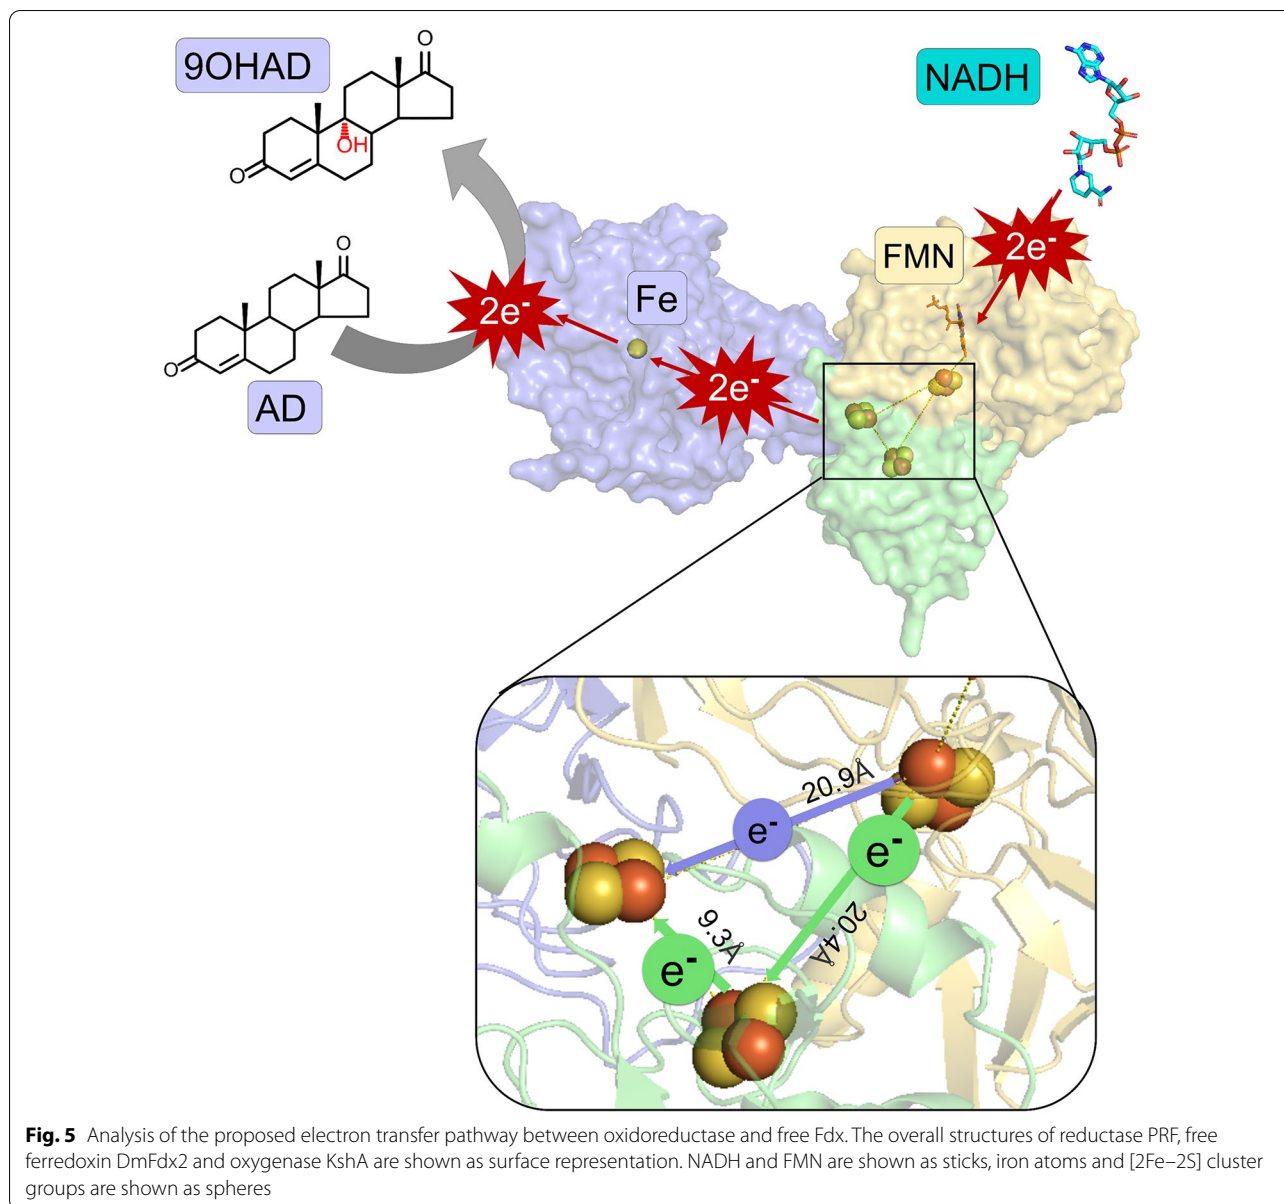 O
9OHAD
OH
O
NADH
FMN
2e-
O
Fe
2e-
2e-
O
AD
20.9Å
e-
e-
9.3Å
20.4Å
e-
Fig. 5 Analysis of the proposed electron transfer pathway between oxidoreductase and free Fdx. The overall structures of reductase PRF, free
ferredoxin DmFdx2 and oxygenase KshA are shown as surface representation. NADH and FMN are shown as sticks, iron atoms and [2Fe–2S] cluster
groups are shown as spheres